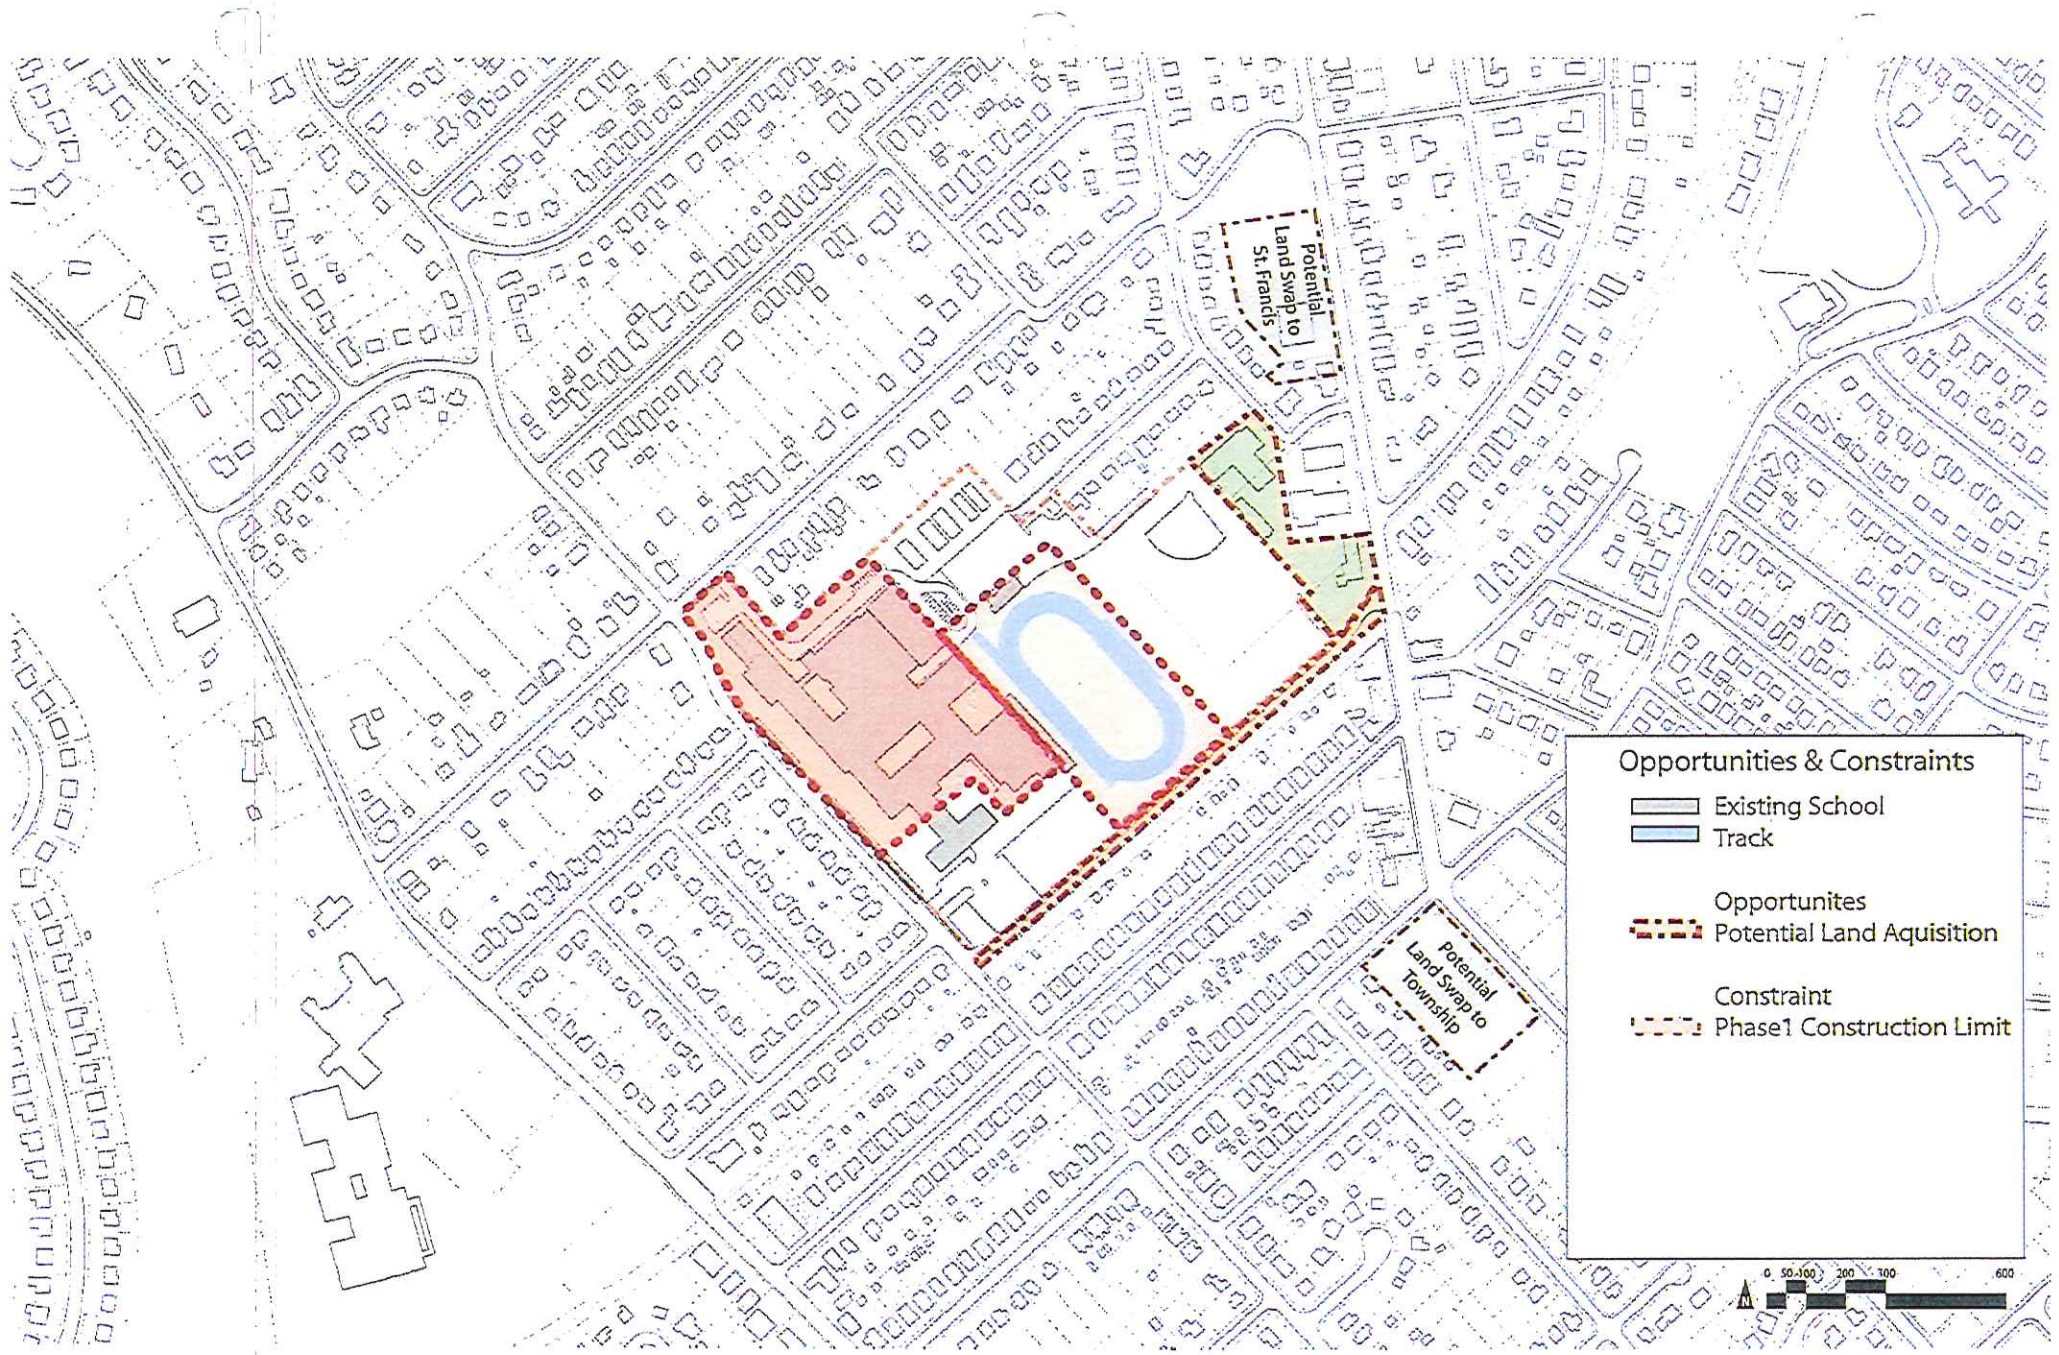 Potential
Land Swap to
St. Francis
Opportunities & Constraints
Existing School
Track
Opportunites
Potential Land Aquisition
Constraint
Phase1 Construction Limit
Potential
Land Swap to
Township
0 50 100 200 300 600
N